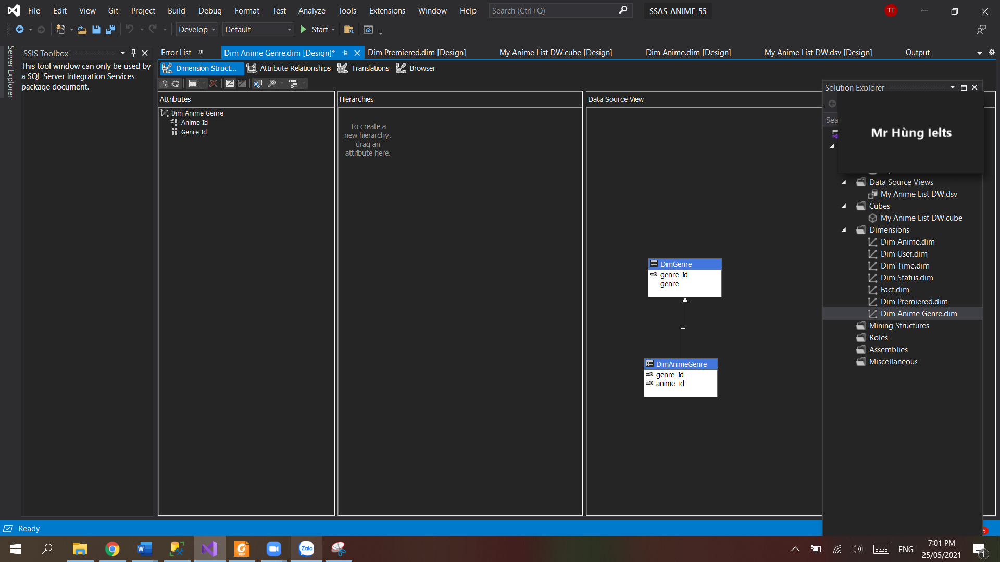 File Edit View Git Project Build Debug Format Test Analyze Tools Extensions Window Help Search (Ctrl+Q) SSAS_ANIME_55 TT
Develop Default Start
Server Explorer
SSIS Toolbox
This tool window can only be used by
a SQL Server Integration Services
package document.
Error List Dim Anime Genre.dim [Design]* Dim Premiered.dim [Design] My Anime List DW.cube [Design] Dim Anime.dim [Design] My Anime List DW.dsv [Design] Output
Dimension Struct... Attribute Relationships Translations Browser
Attributes
Dim Anime Genre
Anime Id
Genre Id
Hierarchies
To create a
new hierarchy,
drag an
attribute here.
Data Source View
DimGenre
genre_id
genre
DimAnimeGenre
genre_id
anime_id
Solution Explorer
Sea
Mr Hùng Ielts
Data Source Views
My Anime List DW.dsv
Cubes
My Anime List DW.cube
Dimensions
Dim Anime.dim
Dim User.dim
Dim Time.dim
Dim Status.dim
Fact.dim
Dim Premiered.dim
Dim Anime Genre.dim
Mining Structures
Roles
Assemblies
Miscellaneous
Ready
5
Zalo
PDF
ENG
7:01 PM
25/05/2021
1